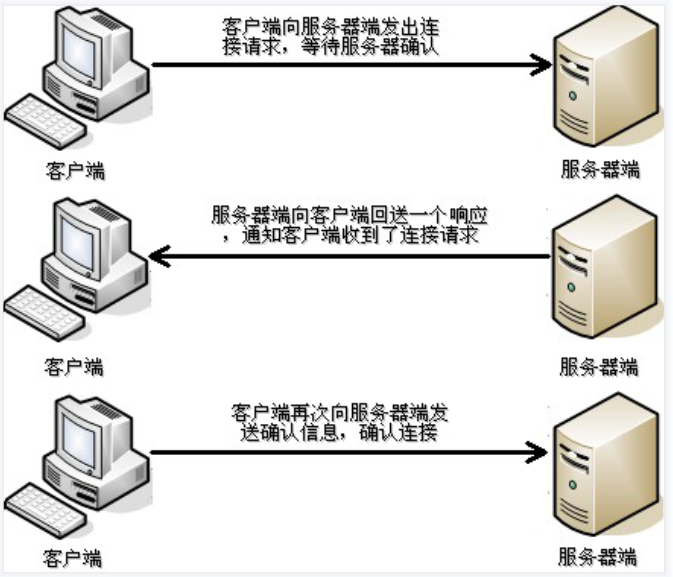 客户端向服务器端发出连
接请求，等待服务器确认
客户端
服务器端
服务器端向客户端回送一个响应
，通知客户端收到了连接请求
客户端
服务器端
客户端再次向服务器端发
送确认信息，确认连接
客户端
服务器端